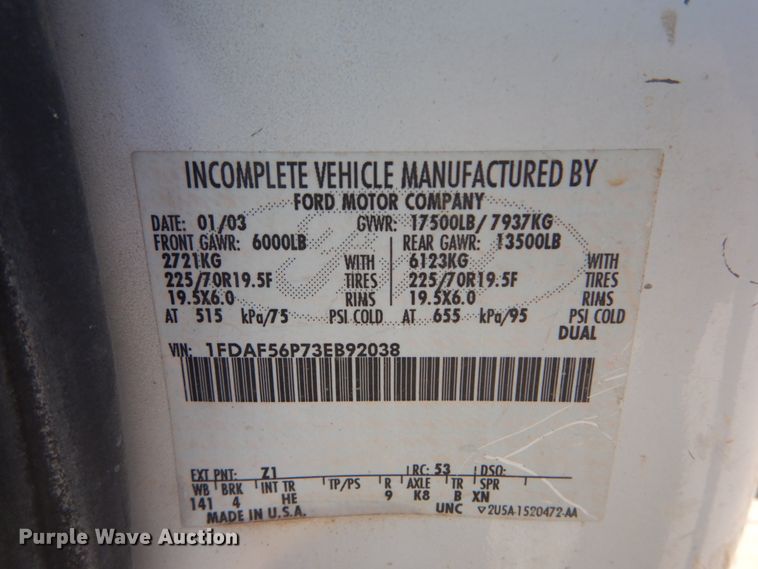 INCOMPLETE VEHICLE MANUFACTURED BY
FORD MOTOR COMPANY
DATE: 01/03 GVWR: 17500LB/ 7937KG
FRONT GAWR: 6000LB REAR GAWR: 13500LB
2721KG WITH 6123KG WITH
225/70R19.5F TIRES 225/70R19.5F TIRES
19.5X6.0 RINS 19.5X6.0 RINS
AT 515 kPa/75 PSI COLD AT 655 kPa/95 PSI COLD
DUAL
VIN: 1FDAF56P73EB92038
EXT PNT: Z1 RC: 53 DSO:
WB BRK INT TR TP/PS R AXLE TR SPR
141 4 HE 9 K8 B XN
MADE IN U.S.A. UNC ▽2U5A-1520472-AA
Purple Wave Auction